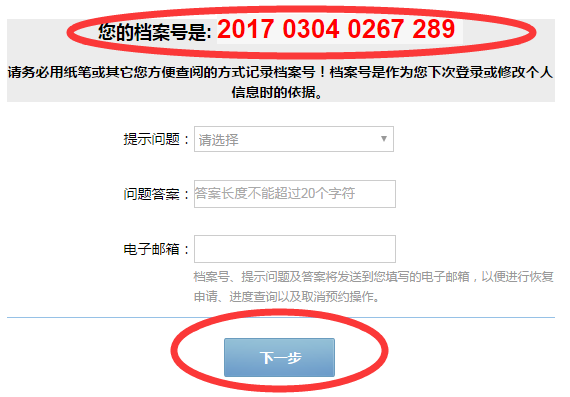 您的档案号是: 2017 0304 0267 289
请务必用纸笔或其它您方便查阅的方式记录档案号！档案号是作为您下次登录或修改个人
信息时的依据。
提示问题： 请选择
问题答案： 答案长度不能超过20个字符
电子邮箱：
档案号、提示问题及答案将发送到您填写的电子邮箱，以便进行恢复
申请、进度查询以及取消预约操作。
下一步